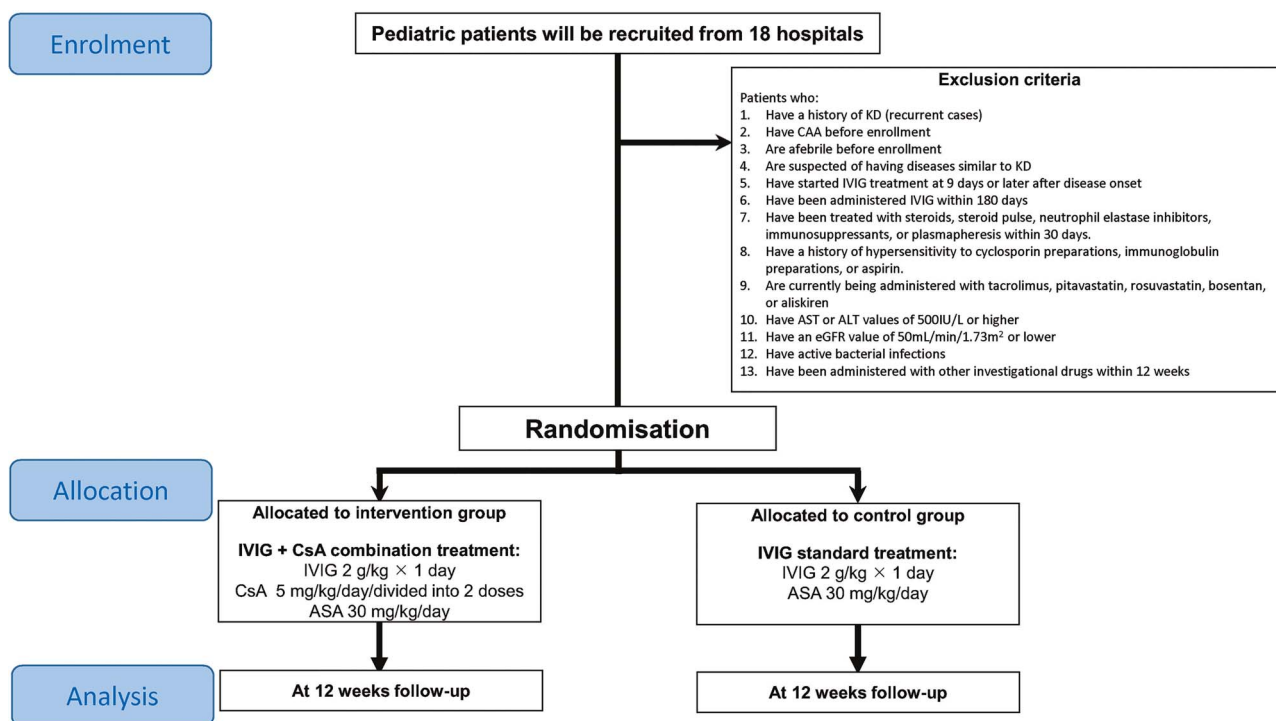 Enrolment
Pediatric patients will be recruited from 18 hospitals
Exclusion criteria
Patients who:
1. Have a history of KD (recurrent cases)
2. Have CAA before enrollment
3. Are afebrile before enrollment
4. Are suspected of having diseases similar to KD
5. Have started IVIG treatment at 9 days or later after disease onset
6. Have been administered IVIG within 180 days
7. Have been treated with steroids, steroid pulse, neutrophil elastase inhibitors,
immunosuppressants, or plasmapheresis within 30 days.
8. Have a history of hypersensitivity to cyclosporin preparations, immunoglobulin
preparations, or aspirin.
9. Are currently being administered with tacrolimus, pitavastatin, rosuvastatin, bosentan,
or aliskiren
10. Have AST or ALT values of 500IU/L or higher
11. Have an eGFR value of 50mL/min/1.73m² or lower
12. Have active bacterial infections
13. Have been administered with other investigational drugs within 12 weeks
Randomisation
Allocation
Allocated to intervention group
IVIG + CsA combination treatment:
IVIG 2 g/kg × 1 day
CsA 5 mg/kg/day/divided into 2 doses
ASA 30 mg/kg/day
Allocated to control group
IVIG standard treatment:
IVIG 2 g/kg × 1 day
ASA 30 mg/kg/day
Analysis
At 12 weeks follow-up
At 12 weeks follow-up